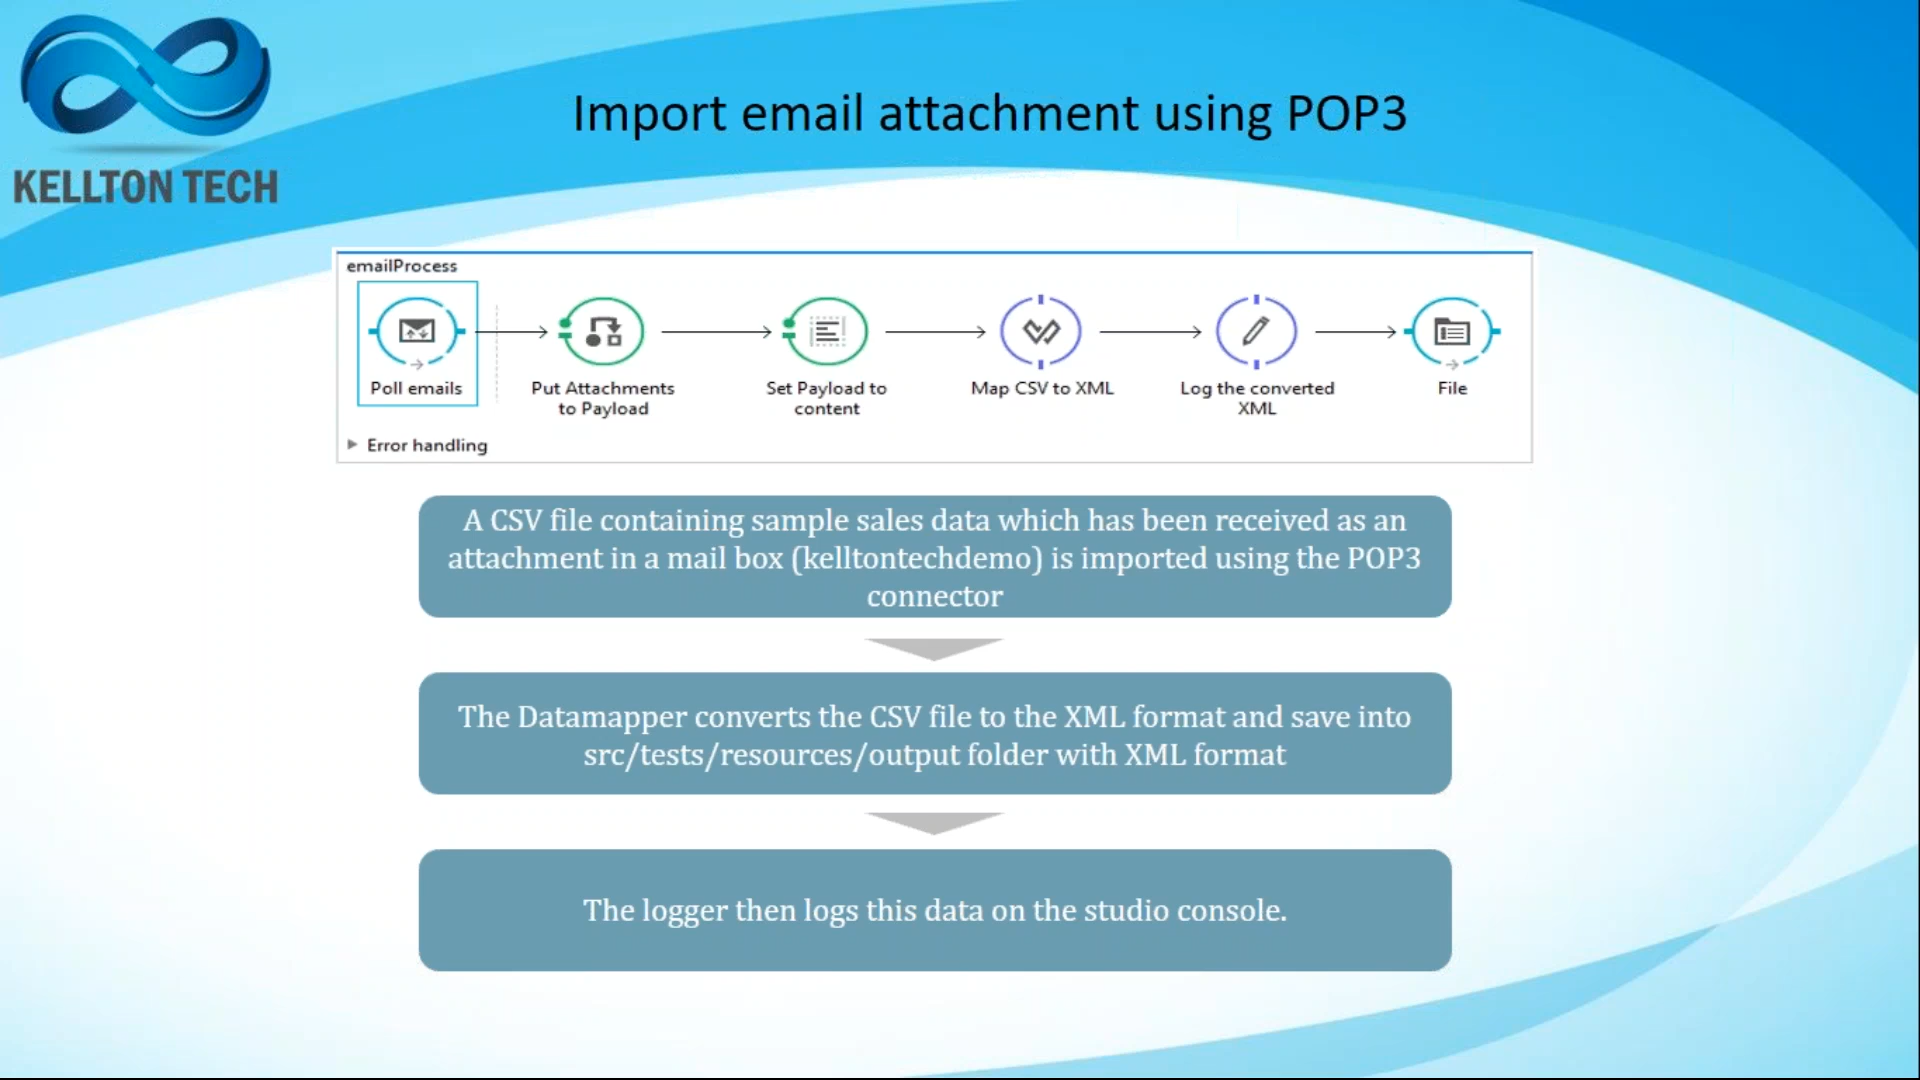 KELLTON TECH
Import email attachment using POP3
emailProcess
Poll emails
Put Attachments
to Payload
Set Payload to
content
Map CSV to XML
Log the converted
XML
File
Error handling
A CSV file containing sample sales data which has been received as an
attachment in a mail box (kelltontechdemo) is imported using the POP3
connector
The Datamapper converts the CSV file to the XML format and save into
src/tests/resources/output folder with XML format
The logger then logs this data on the studio console.